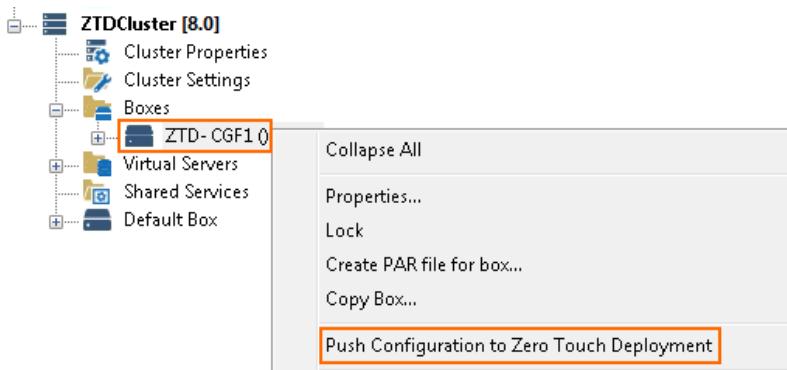 ZTDCluster [8.0]
Cluster Properties
Cluster Settings
Boxes
ZTD- CGF1 ()
Virtual Servers
Shared Services
Default Box
Collapse All
Properties...
Lock
Create PAR file for box...
Copy Box...
Push Configuration to Zero Touch Deployment